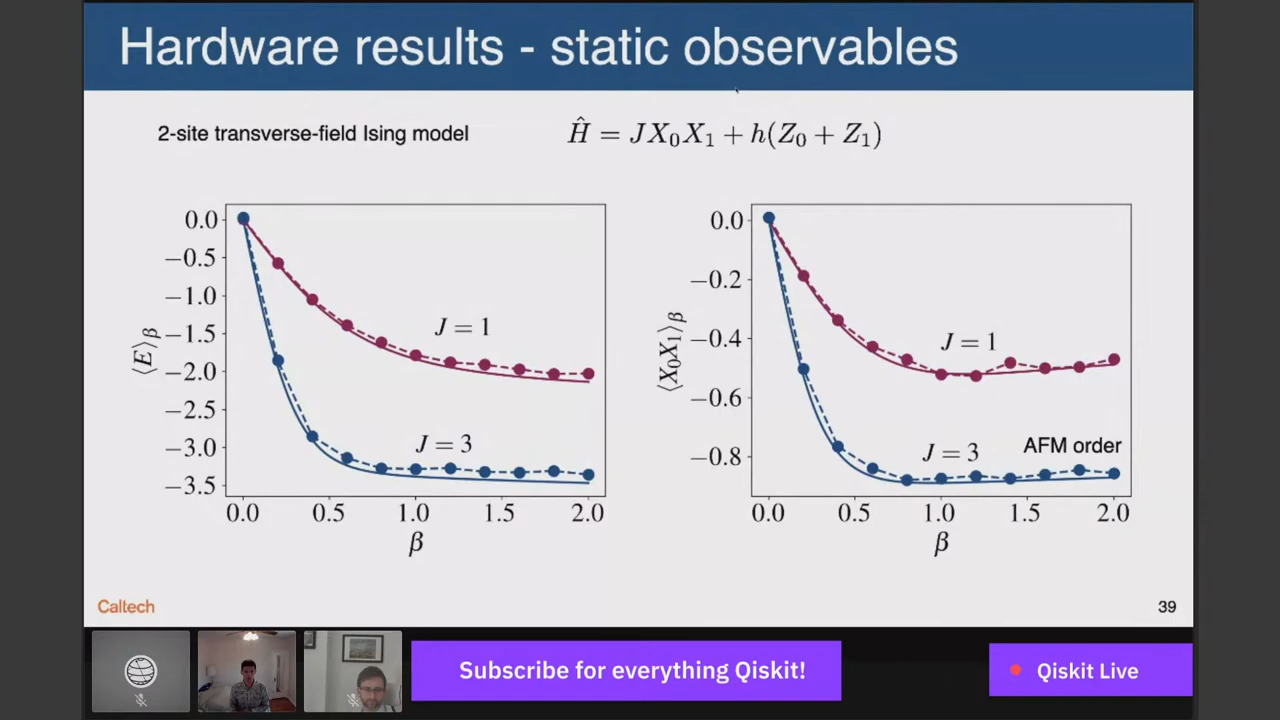 Hardware results - static observables
2-site transverse-field Ising model
Ĥ = JX₀X₁ + h(Z₀ + Z₁)
0.0
−0.5
−1.0
−1.5
−2.0
−2.5
−3.0
−3.5
⟨E⟩β
J = 1
J = 3
0.0 0.5 1.0 1.5 2.0
β
0.0
−0.2
−0.4
−0.6
−0.8
⟨X₀X₁⟩β
J = 1
J = 3
AFM order
0.0 0.5 1.0 1.5 2.0
β
Caltech
39
Subscribe for everything Qiskit!
Qiskit Live